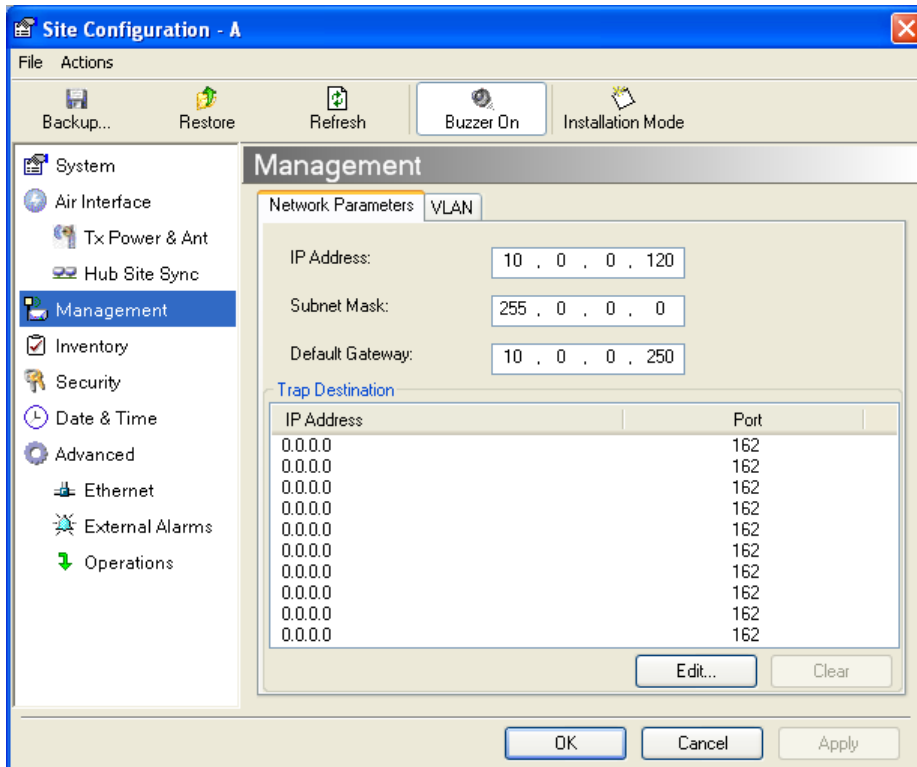 Site Configuration - A
File Actions
Backup... Restore Refresh Buzzer On Installation Mode
System
Air Interface
Tx Power & Ant
Hub Site Sync
Management
Inventory
Security
Date & Time
Advanced
Ethernet
External Alarms
Operations
Management
Network Parameters VLAN
IP Address: 10 . 0 . 0 . 120
Subnet Mask: 255 . 0 . 0 . 0
Default Gateway: 10 . 0 . 0 . 250
Trap Destination
IP Address Port
0.0.0.0 162
0.0.0.0 162
0.0.0.0 162
0.0.0.0 162
0.0.0.0 162
0.0.0.0 162
0.0.0.0 162
0.0.0.0 162
0.0.0.0 162
0.0.0.0 162
Edit... Clear
OK Cancel Apply